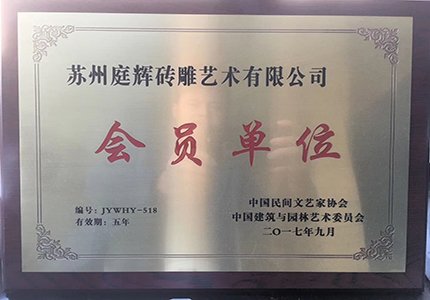 苏州庭辉砖雕艺术有限公司
会员单位
编号：JYWHY-518
有效期：五年
中国民间文艺家协会
中国建筑与园林艺术委员会
二〇一七年九月